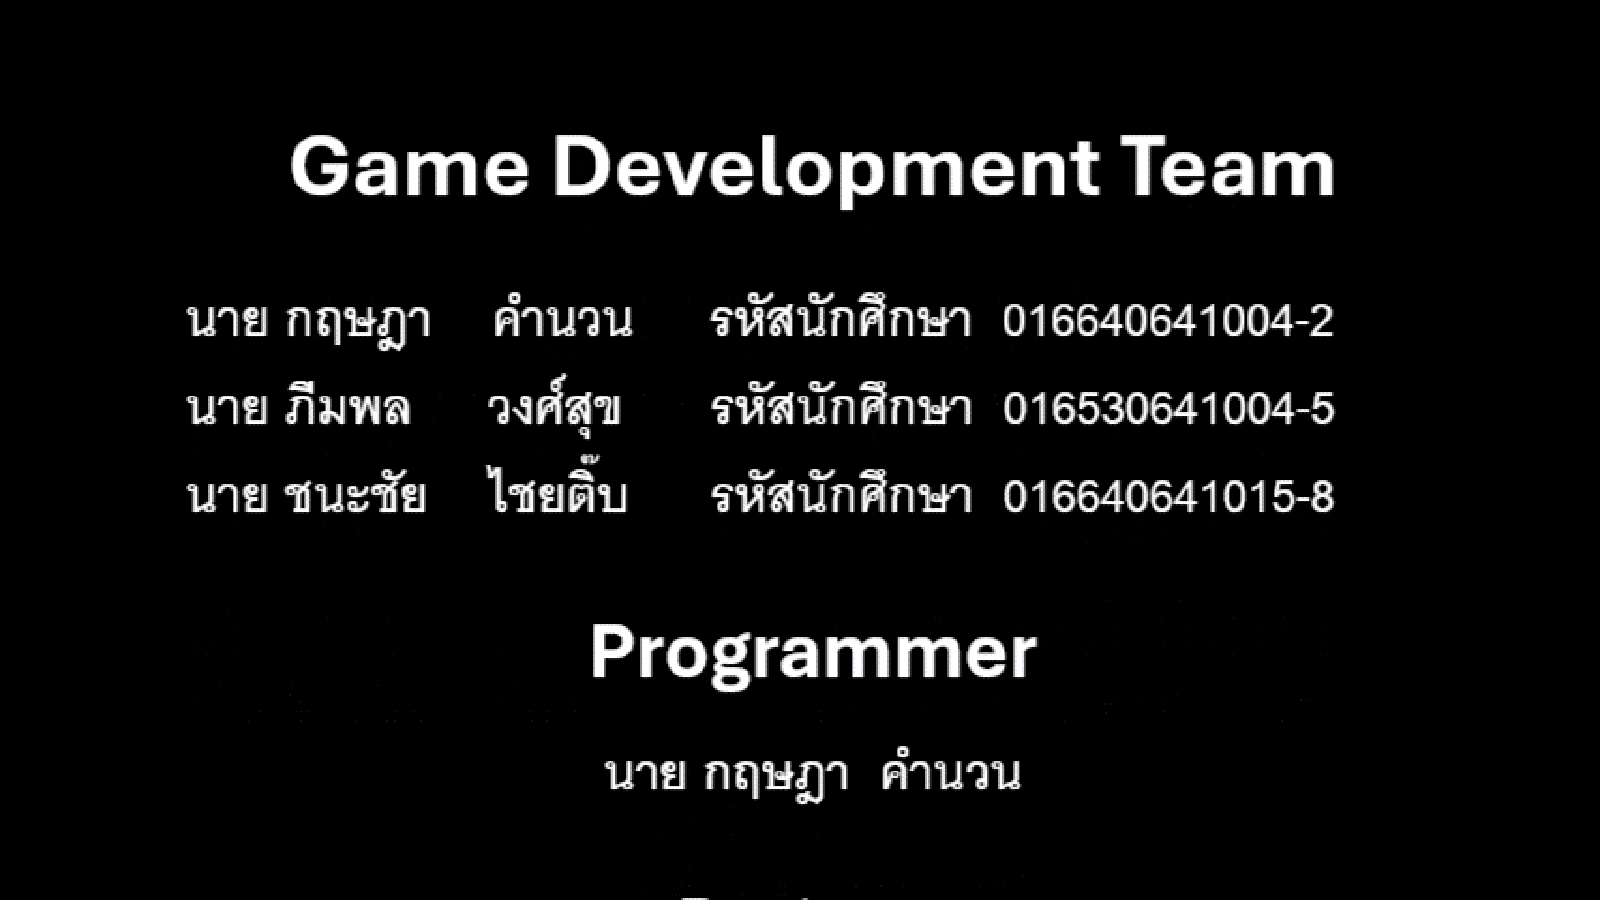 Game Development Team
นาย กฤษฎา คำนวน รหัสนักศึกษา 016640641004-2
นาย ภีมพล วงศ์สุข รหัสนักศึกษา 016530641004-5
นาย ชนะชัย ไชยติ๊บ รหัสนักศึกษา 016640641015-8
Programmer
นาย กฤษฎา คำนวน